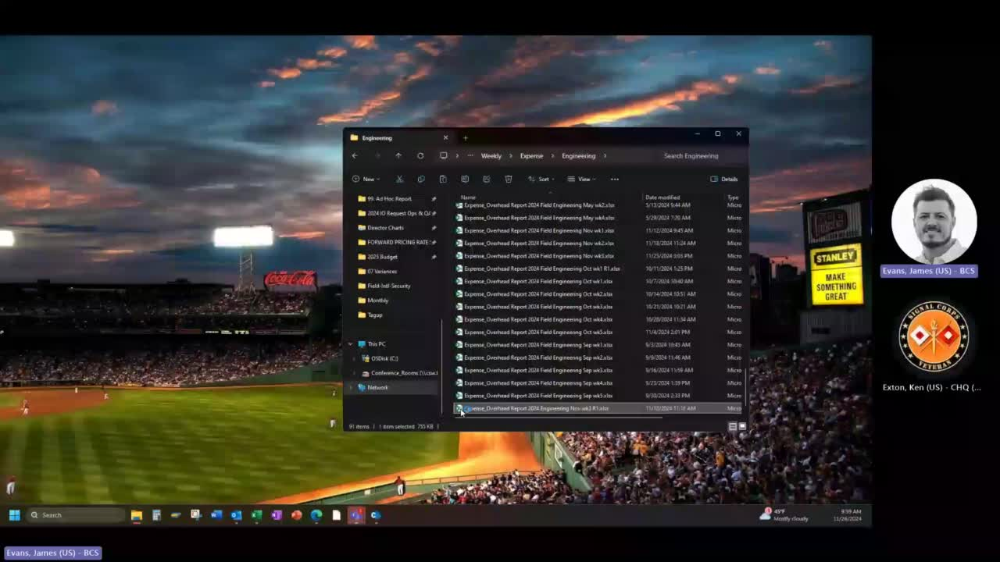 Engineering
Weekly > Expense > Engineering >
Search Engineering
New
Sort
View
Details
Name
Date modified
Type
99. Ad Hoc Report
2024 IO Request Ops & QA
Director Charts
FORWARD PRICING RATE
2025 Budget
07 Variances
Field-Intl-Security
Monthly
Tagup
This PC
OSDisk (C:)
Conference_Rooms (\\csw.l
Network
Expense_Overhead Report 2024 Field Engineering May wk2.xlsx 5/13/2024 9:44 AM Micro
Expense_Overhead Report 2024 Field Engineering May wk4.xlsx 5/29/2024 7:20 AM Micro
Expense_Overhead Report 2024 Field Engineering Nov wk1.xlsx 11/12/2024 9:45 AM Micro
Expense_Overhead Report 2024 Field Engineering Nov wk2.xlsx 11/18/2024 11:24 AM Micro
Expense_Overhead Report 2024 Field Engineering Nov wk3.xlsx 11/25/2024 3:03 PM Micro
Expense_Overhead Report 2024 Field Engineering Oct wk1 R1.xlsx 10/11/2024 1:25 PM Micro
Expense_Overhead Report 2024 Field Engineering Oct wk1.xlsx 10/7/2024 10:40 AM Micro
Expense_Overhead Report 2024 Field Engineering Oct wk2.xlsx 10/14/2024 10:51 AM Micro
Expense_Overhead Report 2024 Field Engineering Oct wk3.xlsx 10/21/2024 10:21 AM Micro
Expense_Overhead Report 2024 Field Engineering Oct wk4.xlsx 10/28/2024 11:34 AM Micro
Expense_Overhead Report 2024 Field Engineering Oct wk5.xlsx 11/4/2024 2:01 PM Micro
Expense_Overhead Report 2024 Field Engineering Sep wk1.xlsx 9/3/2024 10:45 AM Micro
Expense_Overhead Report 2024 Field Engineering Sep wk2.xlsx 9/9/2024 11:46 AM Micro
Expense_Overhead Report 2024 Field Engineering Sep wk3.xlsx 9/16/2024 11:59 AM Micro
Expense_Overhead Report 2024 Field Engineering Sep wk4.xlsx 9/23/2024 1:39 PM Micro
Expense_Overhead Report 2024 Field Engineering Sep wk5.xlsx 9/30/2024 2:33 PM Micro
Expense_Overhead Report 2024 Engineering Nov wk2 R1.xlsx 11/18/2024 11:16 AM Micro
91 items | 1 item selected 755 KB |
Coca-Cola
STANLEY
MAKE
SOMETHING
GREAT
Evans, James (US) - BCS
SIGNAL CORPS
VETERAN
Exton, Ken (US) - CHQ (...
Search
45°F
Mostly cloudy
9:59 AM
11/26/2024
Evans, James (US) - BCS